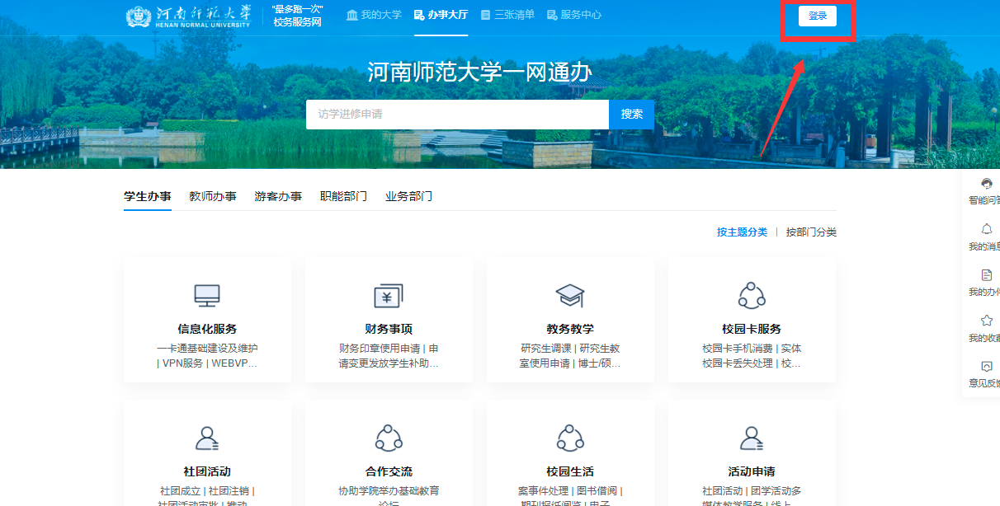 河南师范大学
HENAN NORMAL UNIVERSITY
"最多跑一次"
校务服务网
我的大学
办事大厅
三张清单
服务中心
登录
河南师范大学一网通办
访学进修申请
搜索
学生办事
教师办事
游客办事
职能部门
业务部门
按主题分类 | 按部门分类
信息化服务
一卡通基础建设及维护
| VPN服务 | WEBVP...
财务事项
财务印章使用申请 | 申
请变更发放学生补助...
教务教学
研究生调课 | 研究生教
室使用申请 | 博士/硕...
校园卡服务
校园卡手机消费 | 实体
校园卡丢失处理 | 校...
智能问答
我的消息
我的办件
我的收藏
意见反馈
社团活动
社团成立 | 社团注销 |
社团活动审批 | 推动
合作交流
协助学院举办基础教育
论坛
校园生活
案事件处理 | 图书借阅 |
期刊报纸阅览 | 电子
活动申请
社团活动 | 团学活动多
媒体教学服务 | 线上